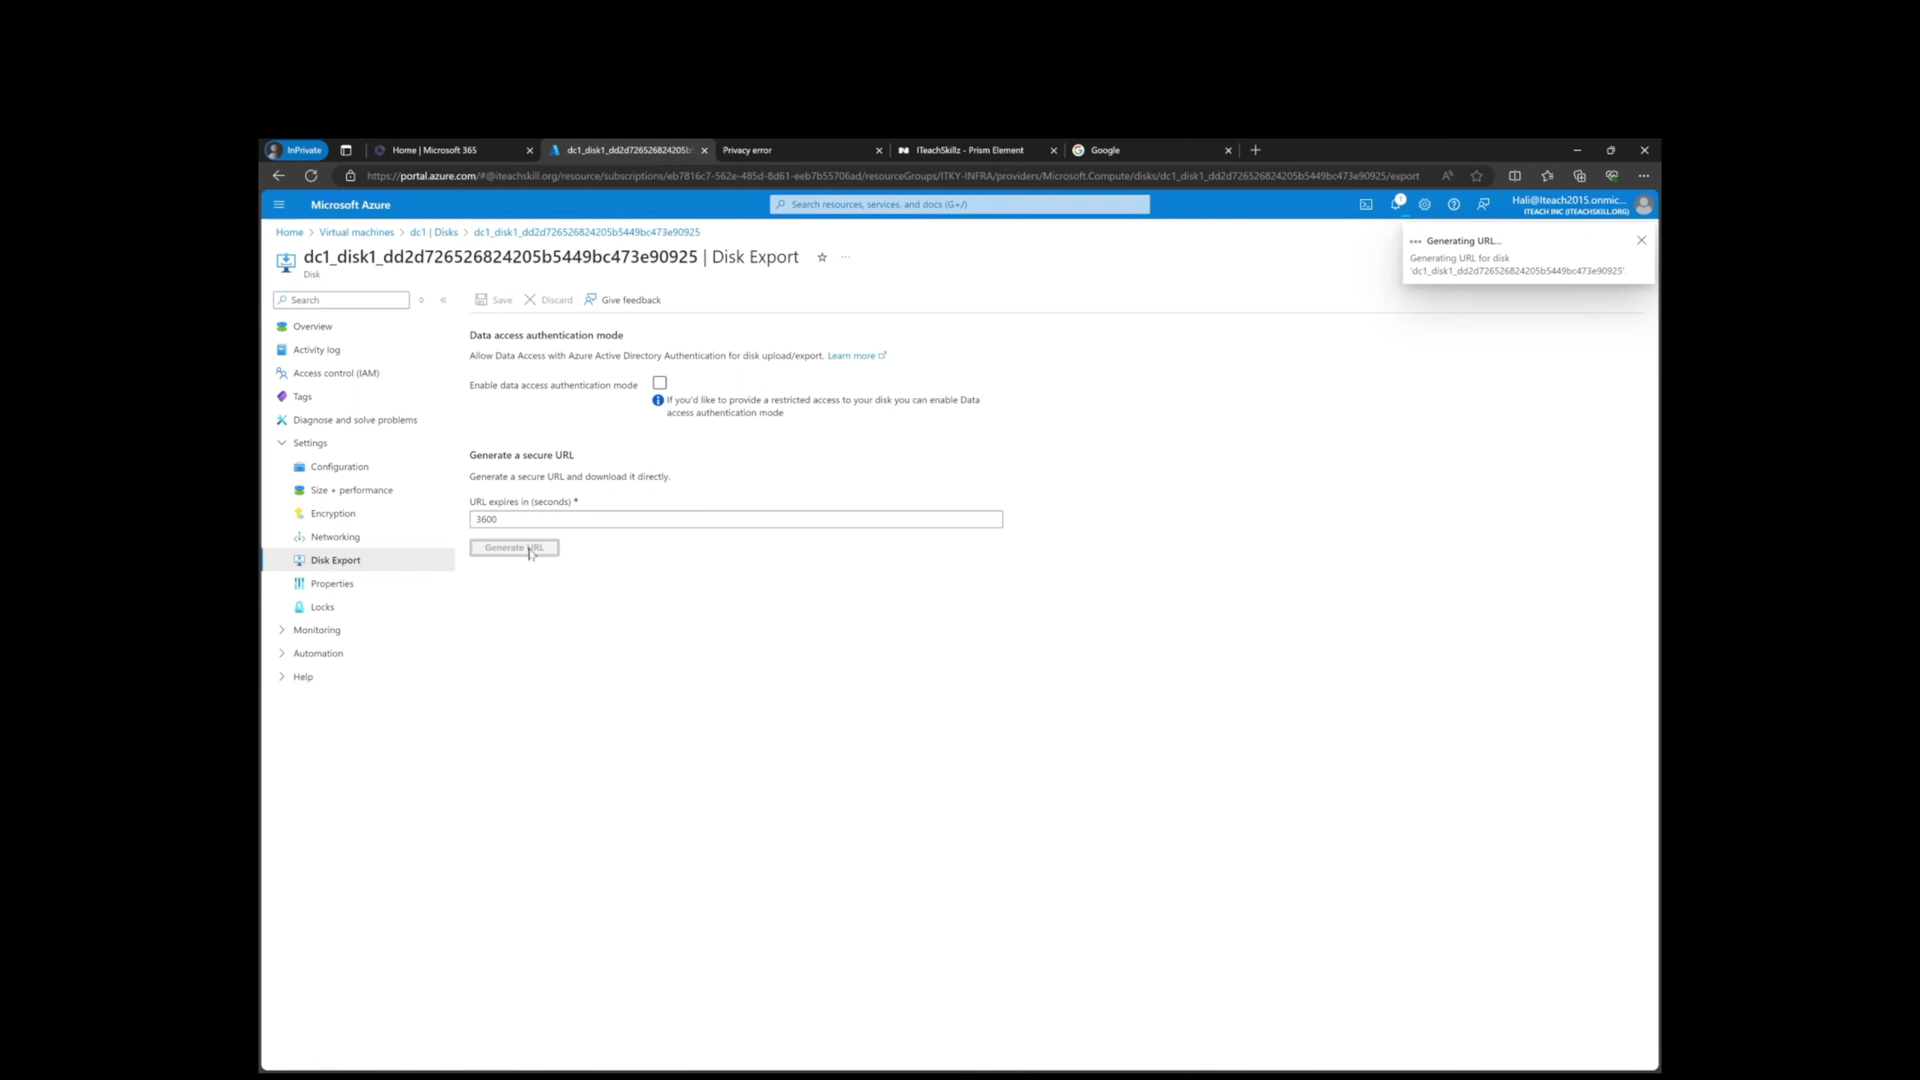 InPrivate
Home | Microsoft 365
dc1_disk1_dd2d726526824205b5
Privacy error
ITeachSkillz - Prism Element
Google
https://portal.azure.com/#@iteachskill.org/resource/subscriptions/eb7816c7-562e-485d-8d61-eeb7b55706ad/resourceGroups/ITKY-INFRA/providers/Microsoft.Compute/disks/dc1_disk1_dd2d726526824205b5449bc473e90925/export
Microsoft Azure
Search resources, services, and docs (G+/)
1
Hali@Iteach2015.onmic...
ITEACH INC (ITEACHSKILL.ORG)
Home > Virtual machines > dc1 | Disks > dc1_disk1_dd2d726526824205b5449bc473e90925
dc1_disk1_dd2d726526824205b5449bc473e90925 | Disk Export
Disk
Generating URL...
Generating URL for disk
'dc1_disk1_dd2d726526824205b5449bc473e90925'.
Search
Save
Discard
Give feedback
Overview
Activity log
Access control (IAM)
Tags
Diagnose and solve problems
Settings
Configuration
Size + performance
Encryption
Networking
Disk Export
Properties
Locks
Monitoring
Automation
Help
Data access authentication mode
Allow Data Access with Azure Active Directory Authentication for disk upload/export. Learn more
Enable data access authentication mode
If you'd like to provide a restricted access to your disk you can enable Data
access authentication mode
Generate a secure URL
Generate a secure URL and download it directly.
URL expires in (seconds) *
3600
Generate URL